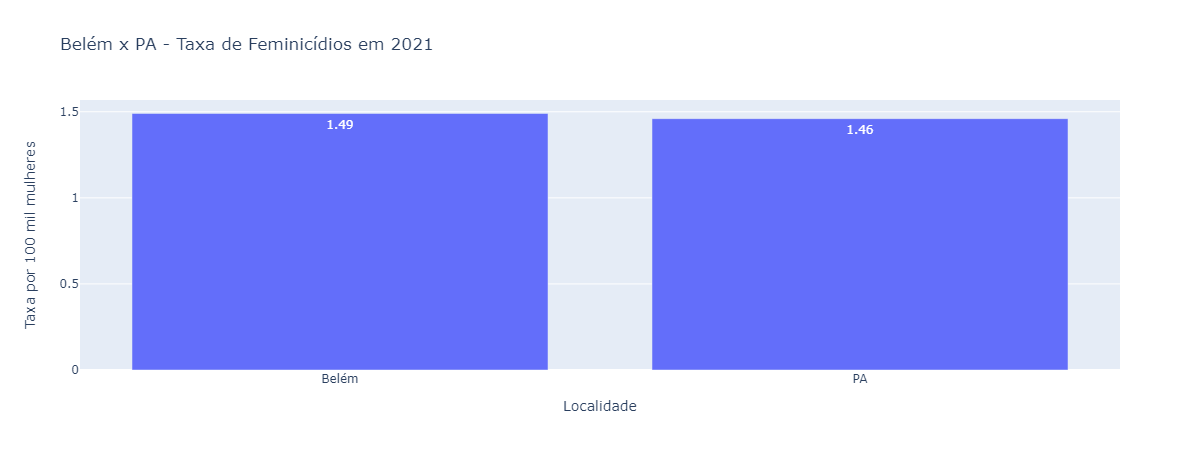 Belém x PA - Taxa de Feminicídios em 2021
Taxa por 100 mil mulheres
1.5
1
0.5
0
1.49
1.46
Belém
PA
Localidade